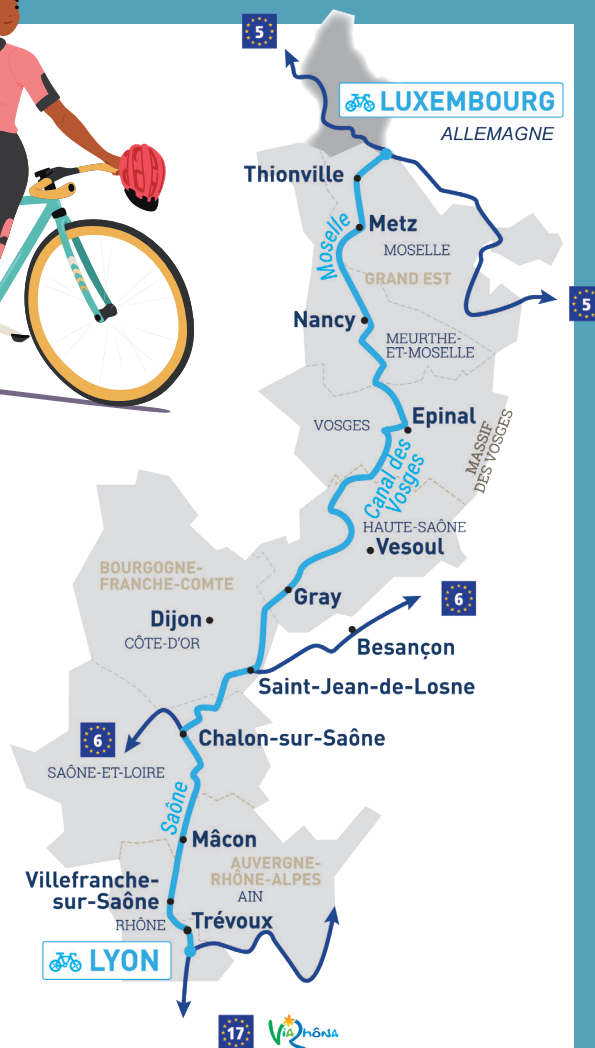 5
LUXEMBOURG
ALLEMAGNE
Thionville
Metz
Moselle
MOSELLE
GRAND EST
5
Nancy
MEURTHE-
ET-MOSELLE
Epinal
VOSGES
MASSIF
DES VOSGES
Canal des
Vosges
HAUTE-SAÔNE
Vesoul
BOURGOGNE-
FRANCHE-COMTE
Gray
6
Dijon
CÔTE-D'OR
Besançon
Saint-Jean-de-Losne
6
Chalon-sur-Saône
SAÔNE-ET-LOIRE
Saône
Mâcon
AUVERGNE-
RHÔNE-ALPES
Villefranche-
sur-Saône
AIN
RHÔNE
Trévoux
LYON
17
ViaRhôna